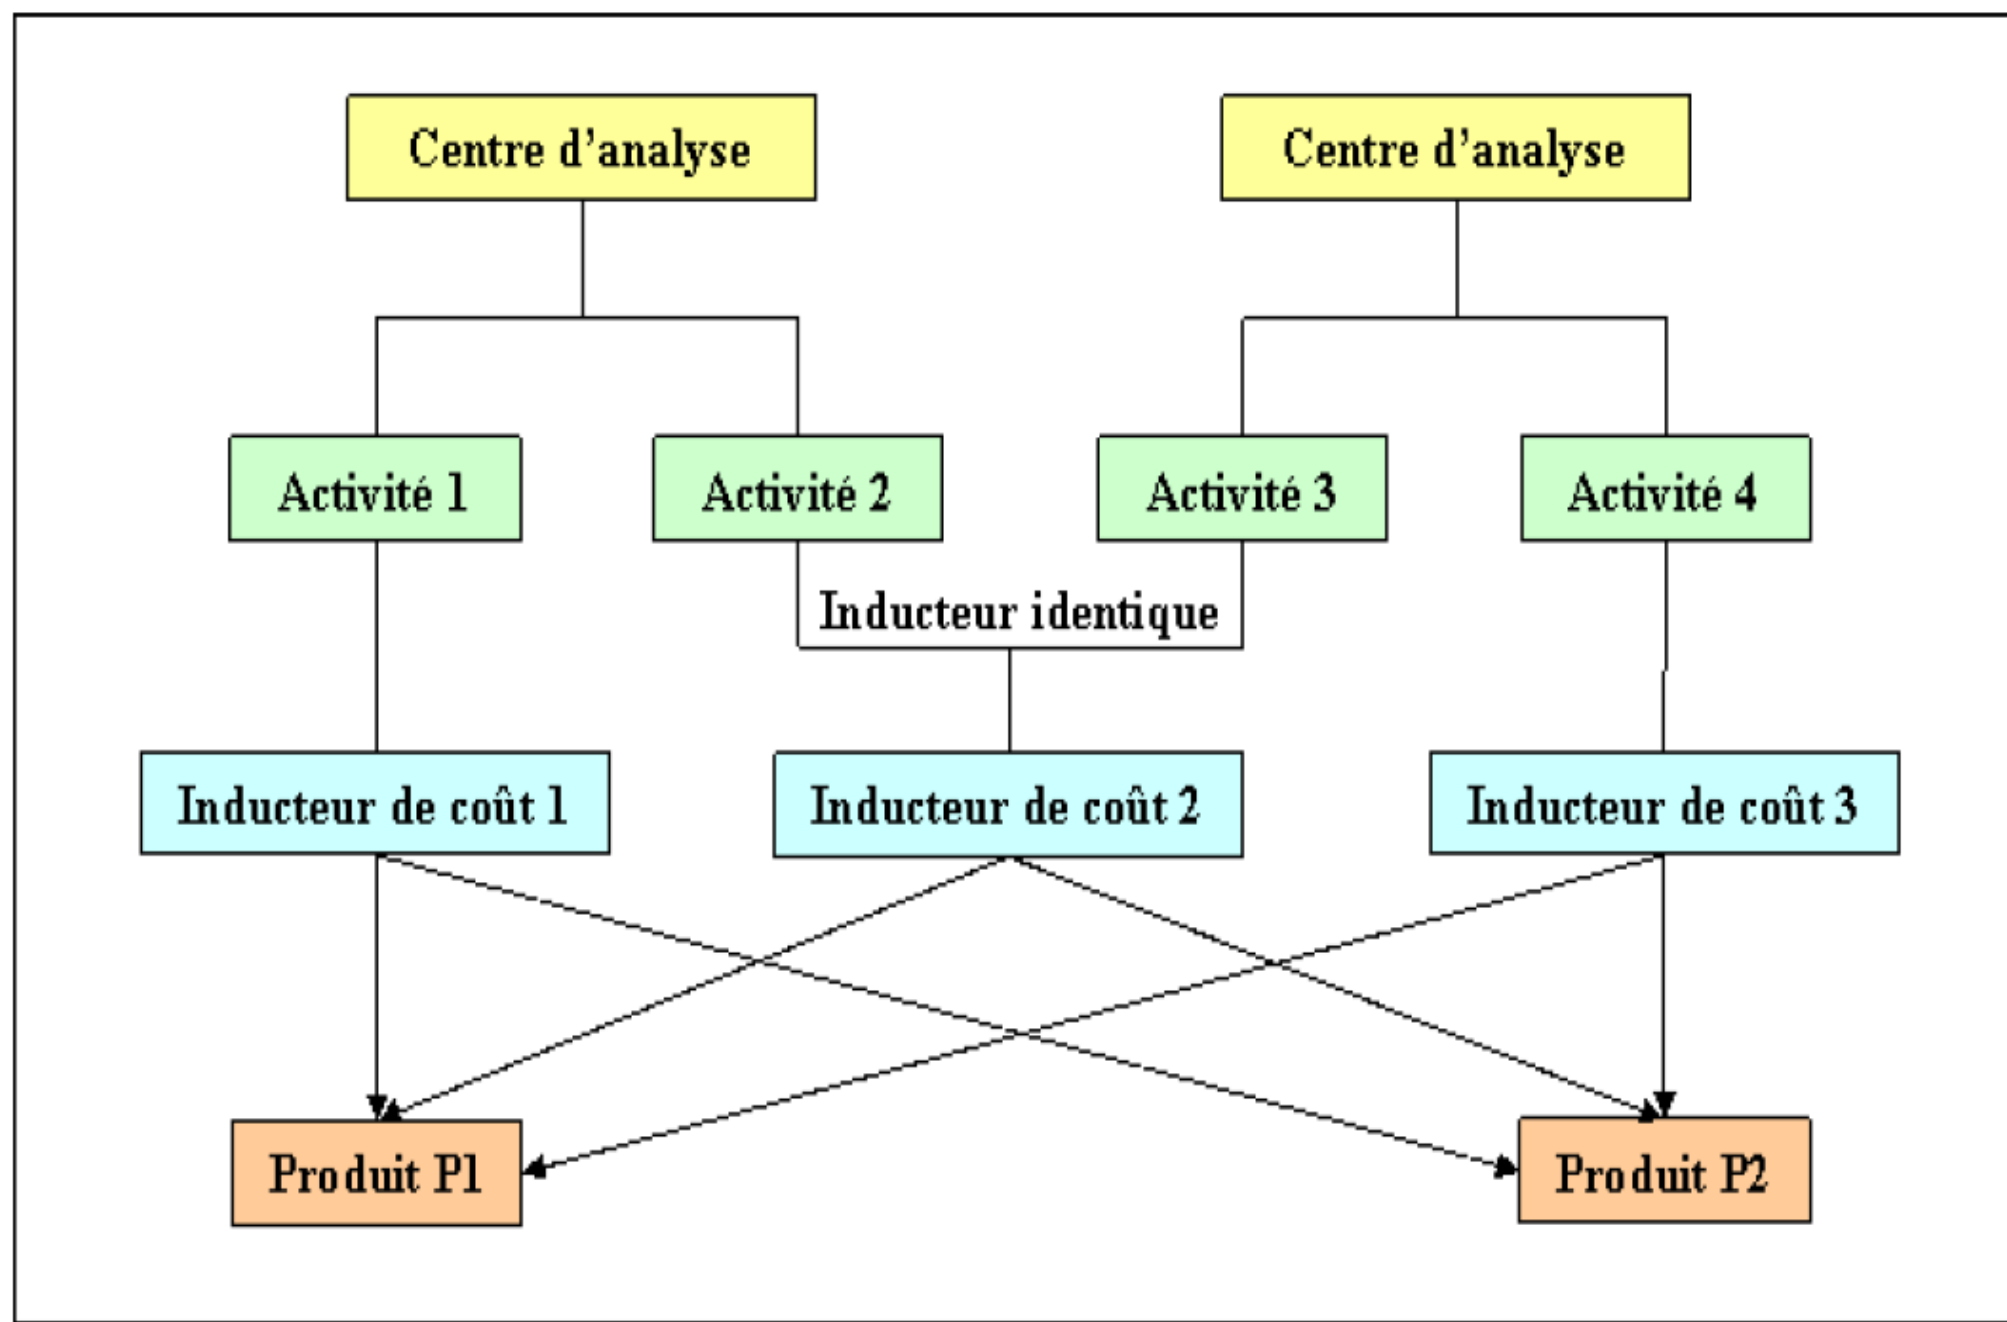 Centre d'analyse
Centre d'analyse
Activité 1
Activité 2
Activité 3
Activité 4
Inducteur identique
Inducteur de coût 1
Inducteur de coût 2
Inducteur de coût 3
Produit P1
Produit P2